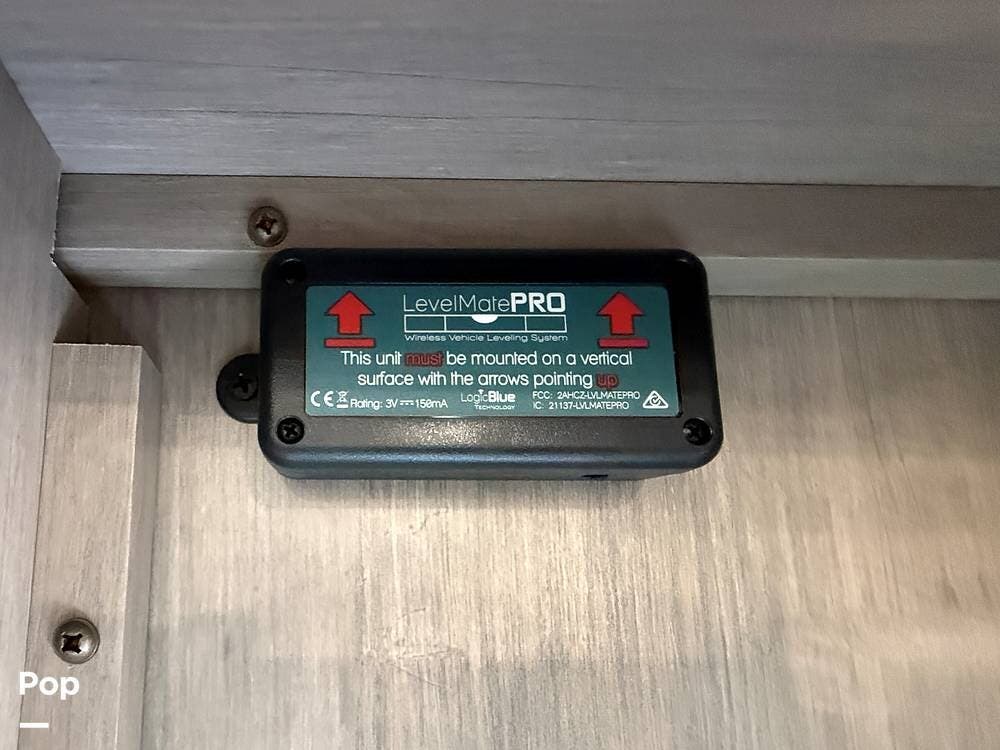 LevelMatePRO
Wireless Vehicle Leveling System
This unit must be mounted on a vertical
surface with the arrows pointing up
CE Rating: 3V 150mA
LogicBlue
TECHNOLOGY
FCC: 2AHCZ-LVLMATEPRO
IC: 21137-LVLMATEPRO
Pop